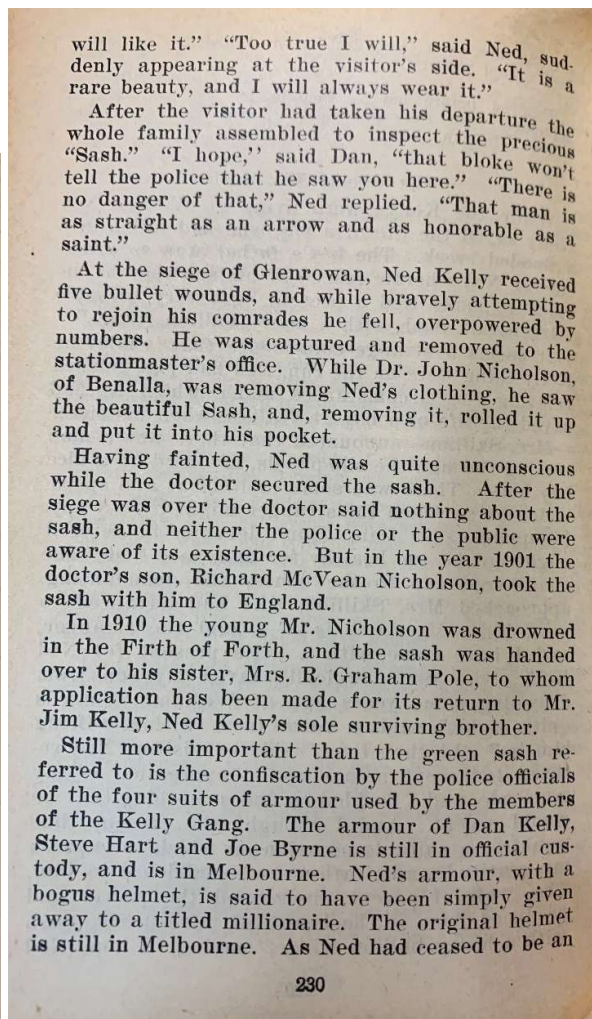 will like it.” “Too true I will,” said Ned, sud-
denly appearing at the visitor’s side. “It is a
rare beauty, and I will always wear it.”
After the visitor had taken his departure the
whole family assembled to inspect the precious
“Sash.” “I hope,’’ said Dan, “that bloke won’t
tell the police that he saw you here.” “There is
no danger of that,” Ned replied. “That man is
as straight as an arrow and as honorable as a
saint.”
At the siege of Glenrowan, Ned Kelly received
five bullet wounds, and while bravely attempting
to rejoin his comrades he fell, overpowered by
numbers. He was captured and removed to the
stationmaster’s office. While Dr. John Nicholson,
of Benalla, was removing Ned’s clothing, he saw
the beautiful Sash, and, removing it, rolled it up
and put it into his pocket.
Having fainted, Ned was quite unconscious
while the doctor secured the sash. After the
siege was over the doctor said nothing about the
sash, and neither the police or the public were
aware of its existence. But in the year 1901 the
doctor’s son, Richard McVean Nicholson, took the
sash with him to England.
In 1910 the young Mr. Nicholson was drowned
in the Firth of Forth, and the sash was handed
over to his sister, Mrs. R. Graham Pole, to whom
application has been made for its return to Mr.
Jim Kelly, Ned Kelly’s sole surviving brother.
Still more important than the green sash re-
ferred to is the confiscation by the police officials
of the four suits of armour used by the members
of the Kelly Gang. The armour of Dan Kelly,
Steve Hart and Joe Byrne is still in official cus-
tody, and is in Melbourne. Ned’s armour, with a
bogus helmet, is said to have been simply given
away to a titled millionaire. The original helmet
is still in Melbourne. As Ned had ceased to be an
230